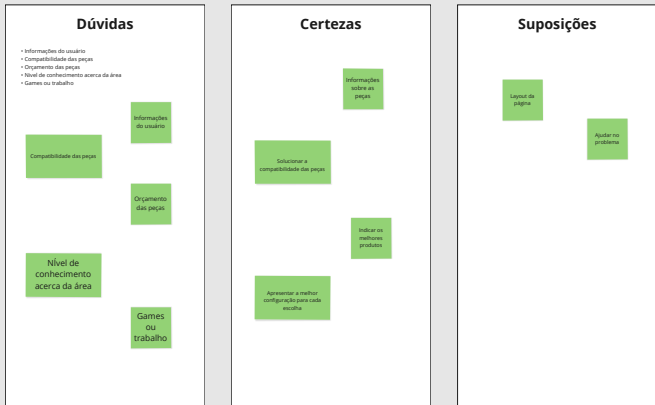 Dúvidas
• Informações do usuário
• Compatibilidade das peças
• Orçamento das peças
• Nível de conhecimento acerca da área
• Games ou trabalho
Informações
do usuário
Compatibilidade das peças
Orçamento
das peças
Nível de
conhecimento
acerca da área
Games
ou
trabalho
Certezas
Informações
sobre as
peças
Solucionar a
compatibilidade das peças
Indicar os
melhores
produtos
Apresentar a melhor
configuração para cada
escolha
Suposições
Layout da
página
Ajudar no
problema